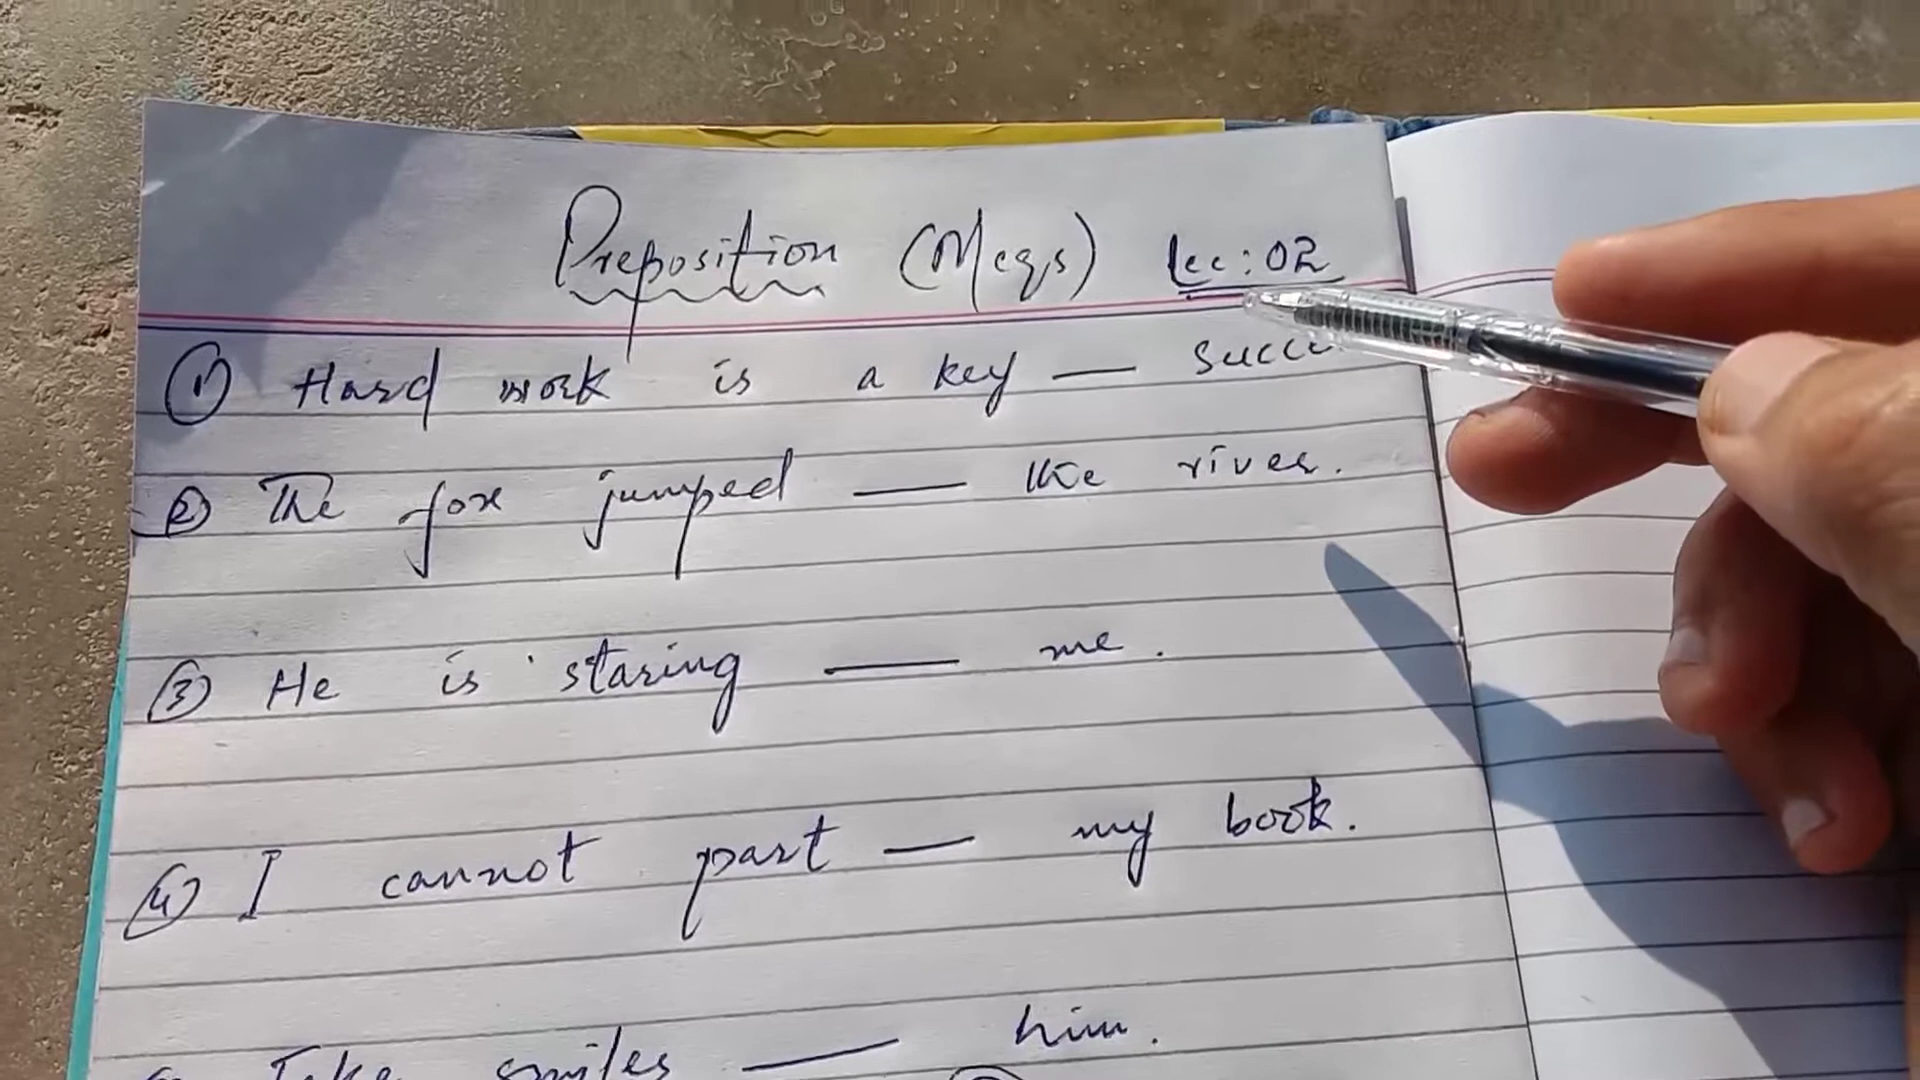 Preposition (Mcqs) Lec:02
① Hard work is a key — succ
② The fox jumped — the river.
③ He is staring — me.
④ I cannot part — my book.
smiles — him.